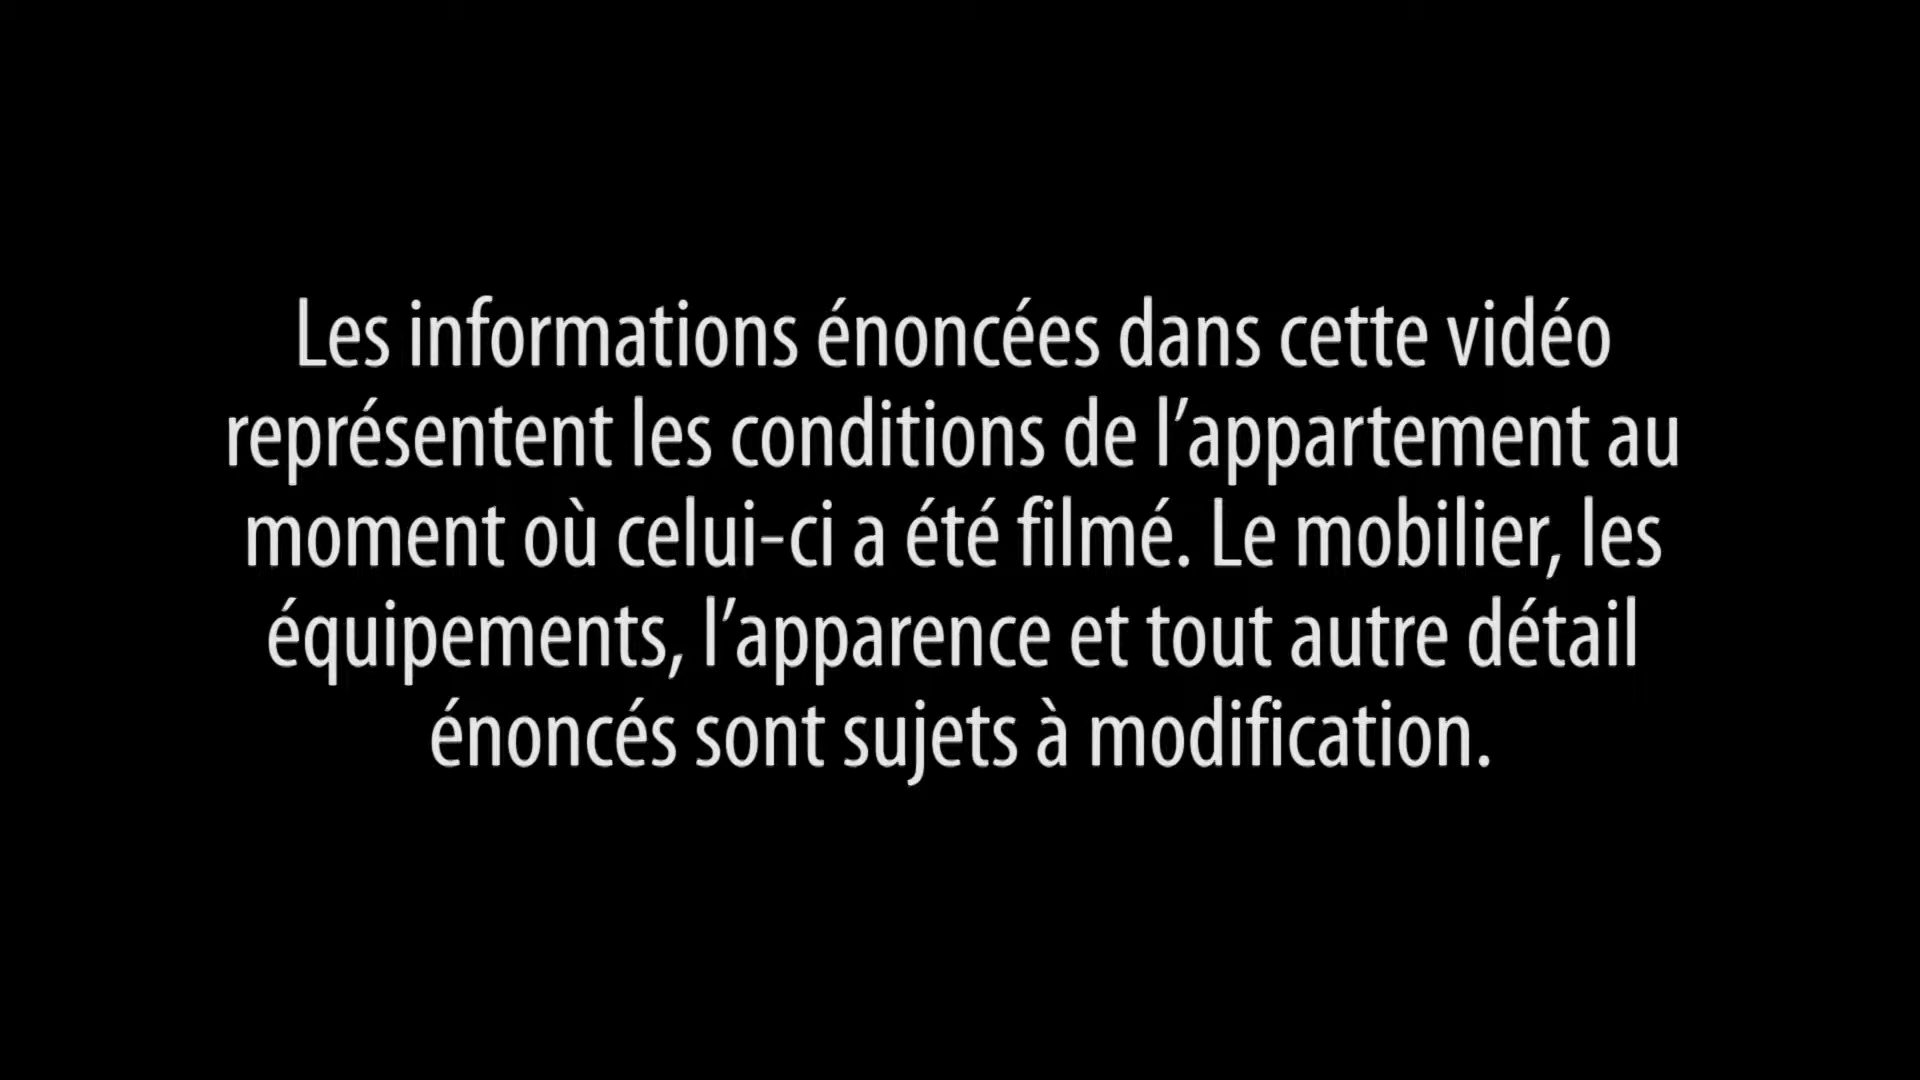 Les informations énoncées dans cette vidéo
représentent les conditions de l’appartement au
moment où celui-ci a été filmé. Le mobilier, les
équipements, l’apparence et tout autre détail
énoncés sont sujets à modification.